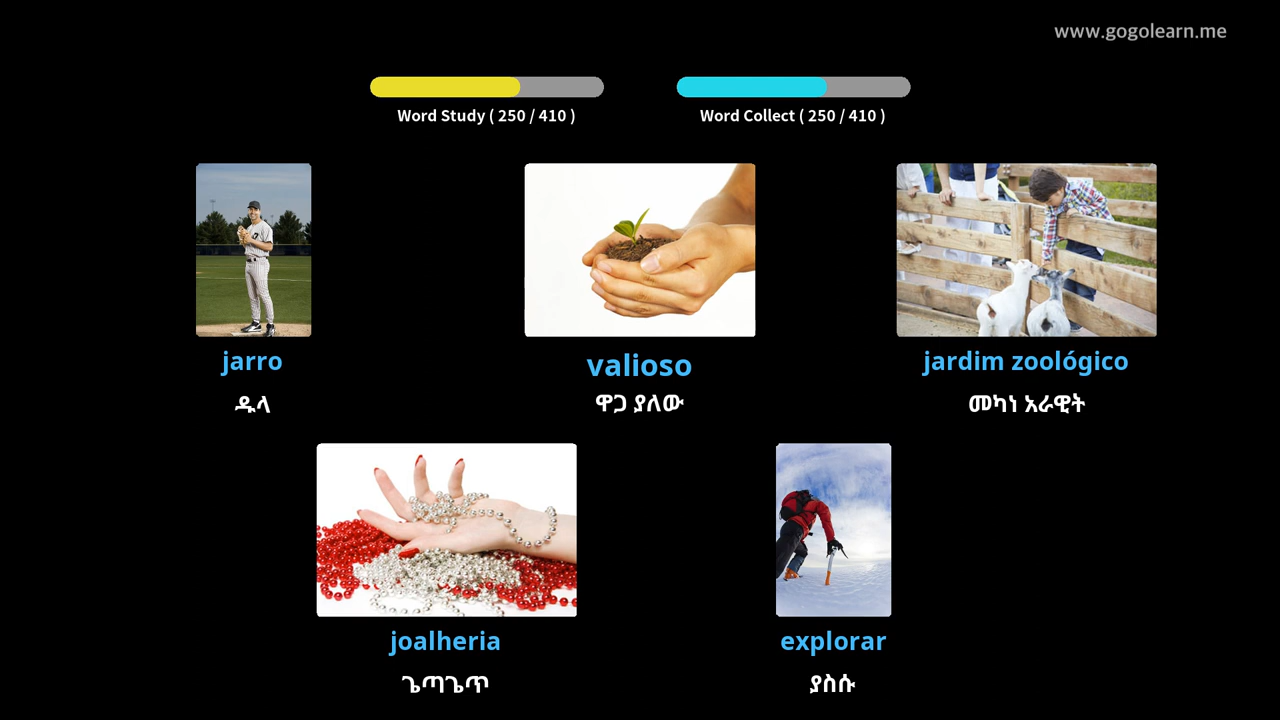 www.gogolearn.me
Word Study ( 250 / 410 )
Word Collect ( 250 / 410 )
jarro
valioso
jardim zoológico
ዱላ
ዋጋ ያለው
መካነ አራዊት
joalheria
explorar
ጌጣጌጥ
ያስሱ